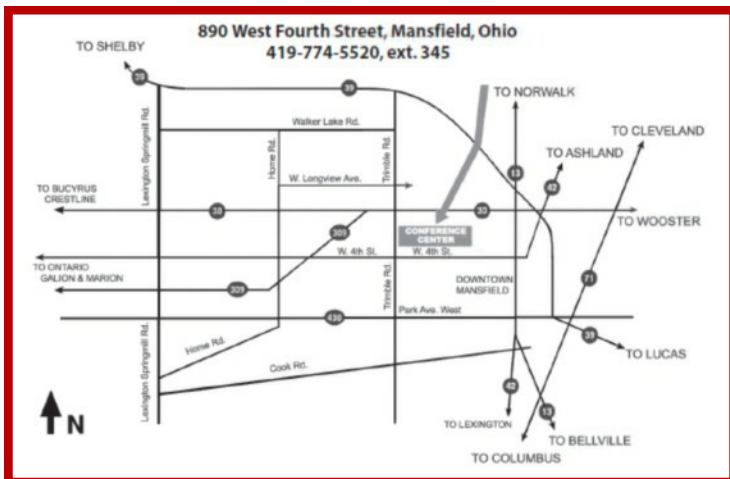 890 West Fourth Street, Mansfield, Ohio
419-774-5520, ext. 345
TO SHELBY
39
39
TO NORWALK
Lexington Springmill Rd.
Walker Lake Rd.
Home Rd.
Trimble Rd.
TO CLEVELAND
TO ASHLAND
13
42
W. Longview Ave.
TO BUCYRUS
CRESTLINE
30
30
TO WOOSTER
309
CONFERENCE
CENTER
W. 4th St.
W. 4th St.
TO ONTARIO
GALION & MARION
309
Trimble Rd.
DOWNTOWN
MANSFIELD
71
430
Park Ave. West
39
TO LUCAS
Lexington Springmill Rd.
Home Rd.
Cook Rd.
42
13
N
TO LEXINGTON
TO BELLVILLE
TO COLUMBUS